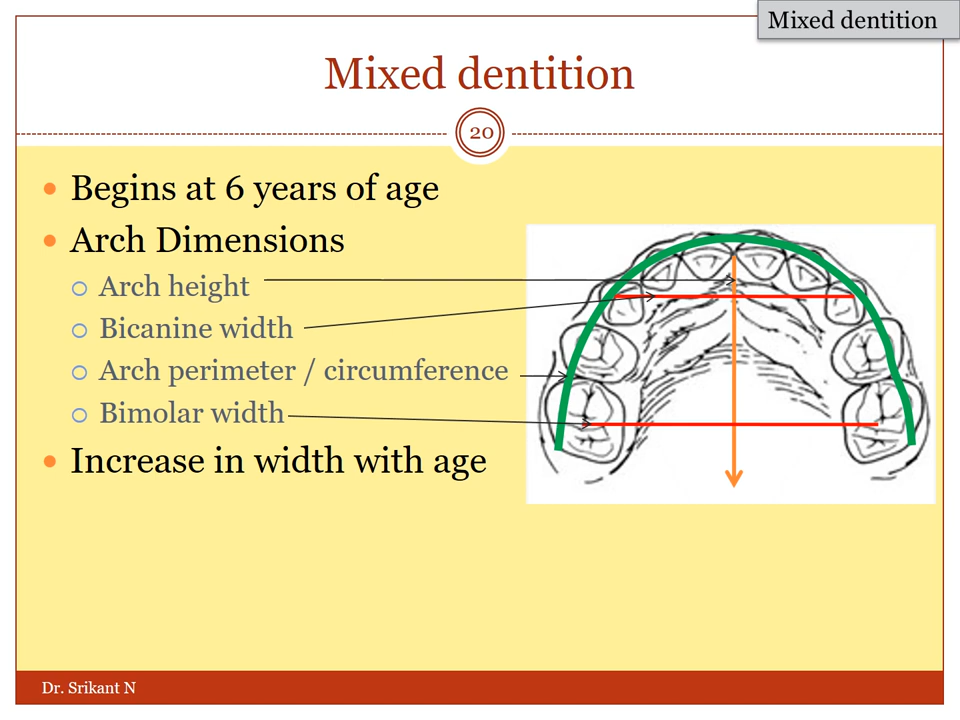 Mixed dentition
Mixed dentition
20
Begins at 6 years of age
Arch Dimensions
Arch height
Bicanine width
Arch perimeter / circumference
Bimolar width
Increase in width with age
Dr. Srikant N